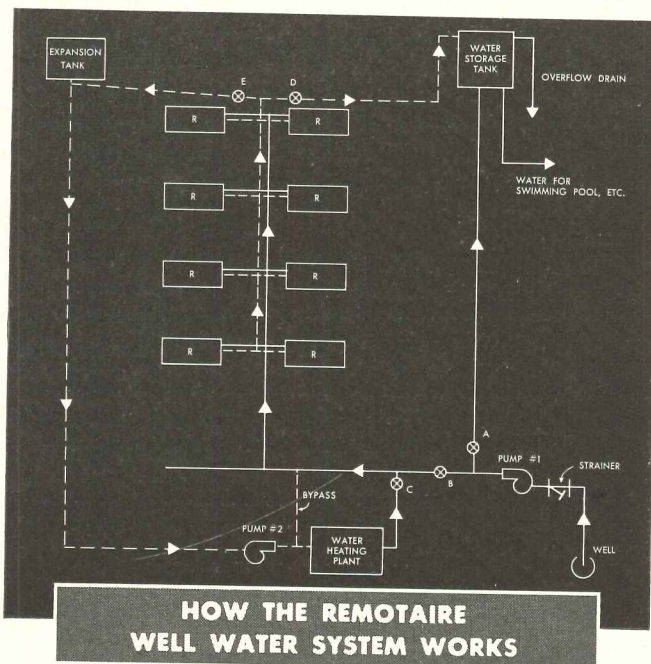 EXPANSION
TANK
E
D
WATER
STORAGE
TANK
OVERFLOW DRAIN
WATER FOR
SWIMMING POOL, ETC.
R
R
R
R
R
R
R
R
A
PUMP #1
STRAINER
B
C
BYPASS
PUMP #2
WATER
HEATING
PLANT
WELL
HOW THE REMOTAIRE
WELL WATER SYSTEM WORKS